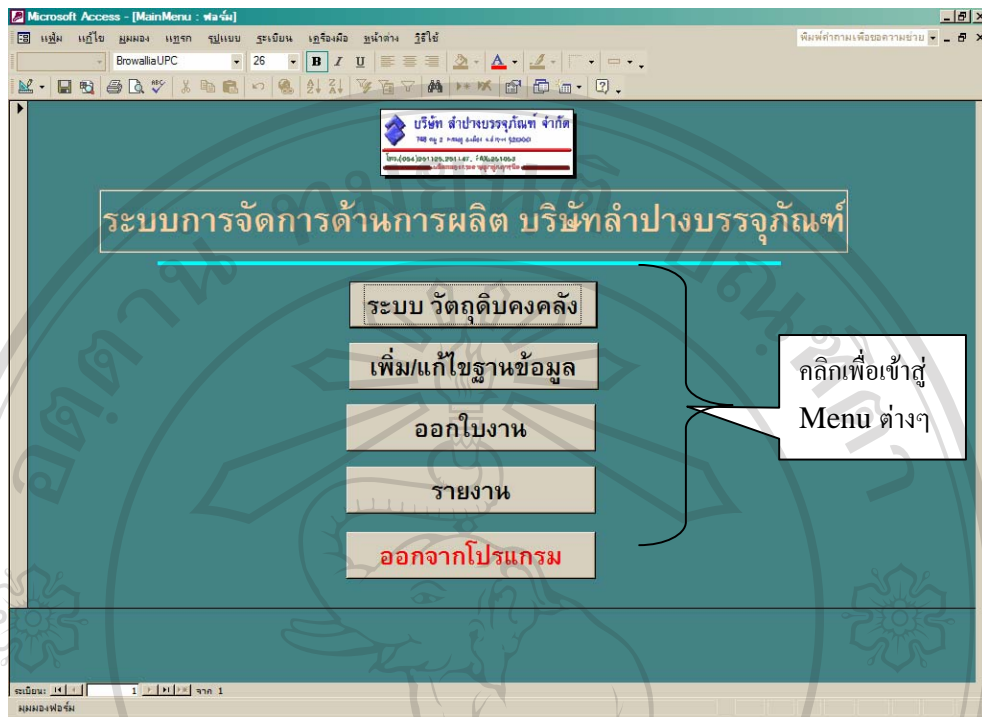 Microsoft Access - [MainMenu : ฟอร์ม]
แฟ้ม แก้ไข มุมมอง แทรก รูปแบบ ระเบียน เครื่องมือ หน้าต่าง วิธีใช้ พิมพ์คำถามเพื่อขอความช่วย
BrowalliaUPC 26 B I U
บริษัท ลำปางบรรจุภัณฑ์ จำกัด
ระบบการจัดการด้านการผลิต บริษัทลำปางบรรจุภัณฑ์
ระบบ วัตถุดิบคงคลัง
เพิ่ม/แก้ไขฐานข้อมูล
ออกใบงาน
รายงาน
ออกจากโปรแกรม
คลิกเพื่อเข้าสู่
Menu ต่างๆ
ระเบียน: 1 จาก 1
มุมมองฟอร์ม